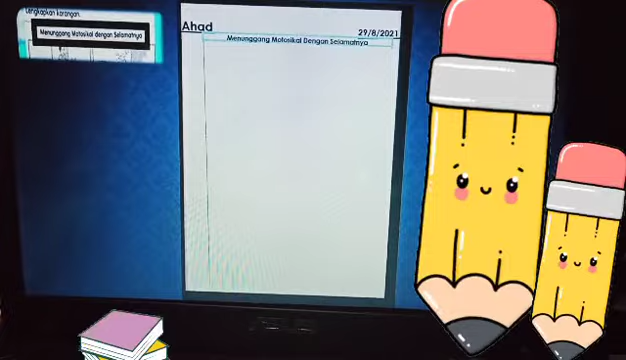 Lengkapkan karangan.
Menunggang Motosikal dengan Selamatnya
Ahad
29/8/2021
Menunggang Motosikal Dengan Selamatnya